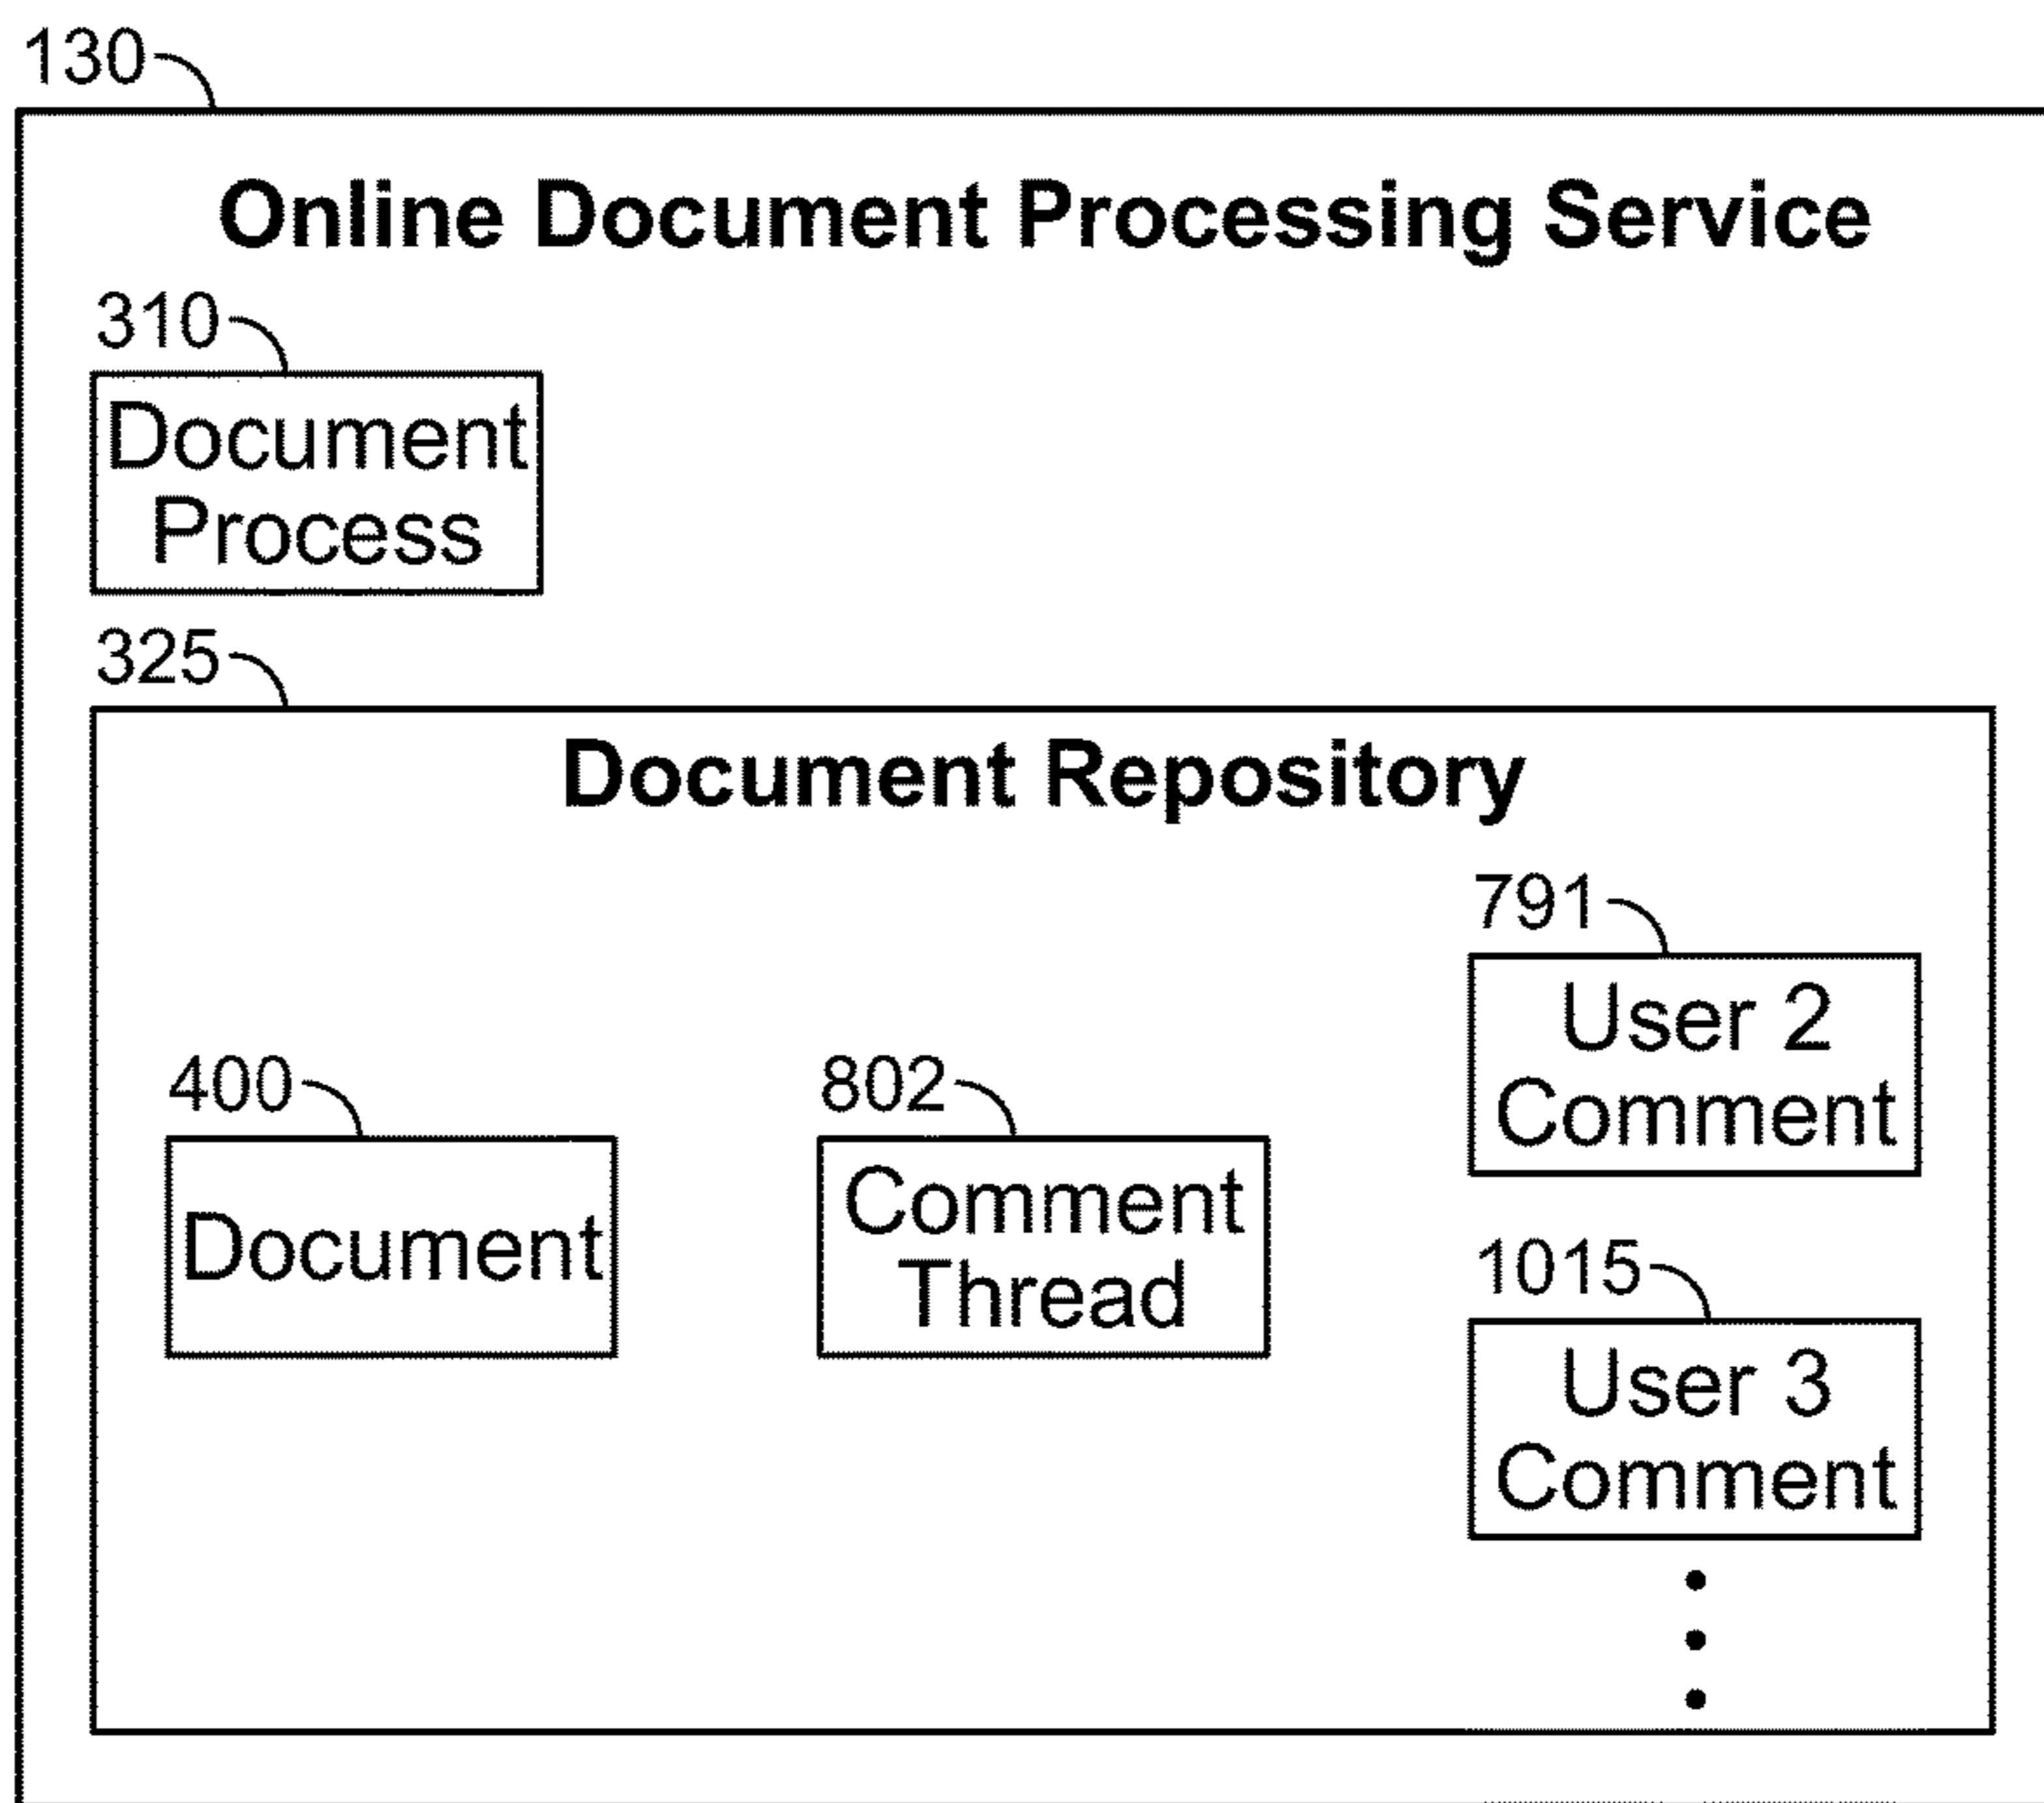 130
Online Document Processing Service
310
Document
Process
325
Document Repository
791
User 2
Comment
400
Document
802
Comment
Thread
1015
User 3
Comment